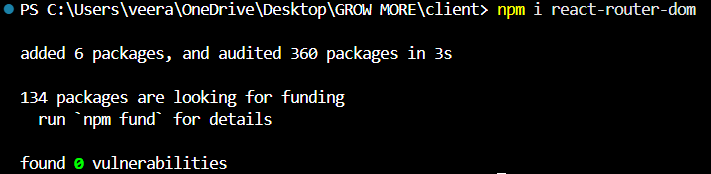 PS C:\Users\veera\OneDrive\Desktop\GROW MORE\client> npm i react-router-dom
added 6 packages, and audited 360 packages in 3s
134 packages are looking for funding
run `npm fund` for details
found 0 vulnerabilities